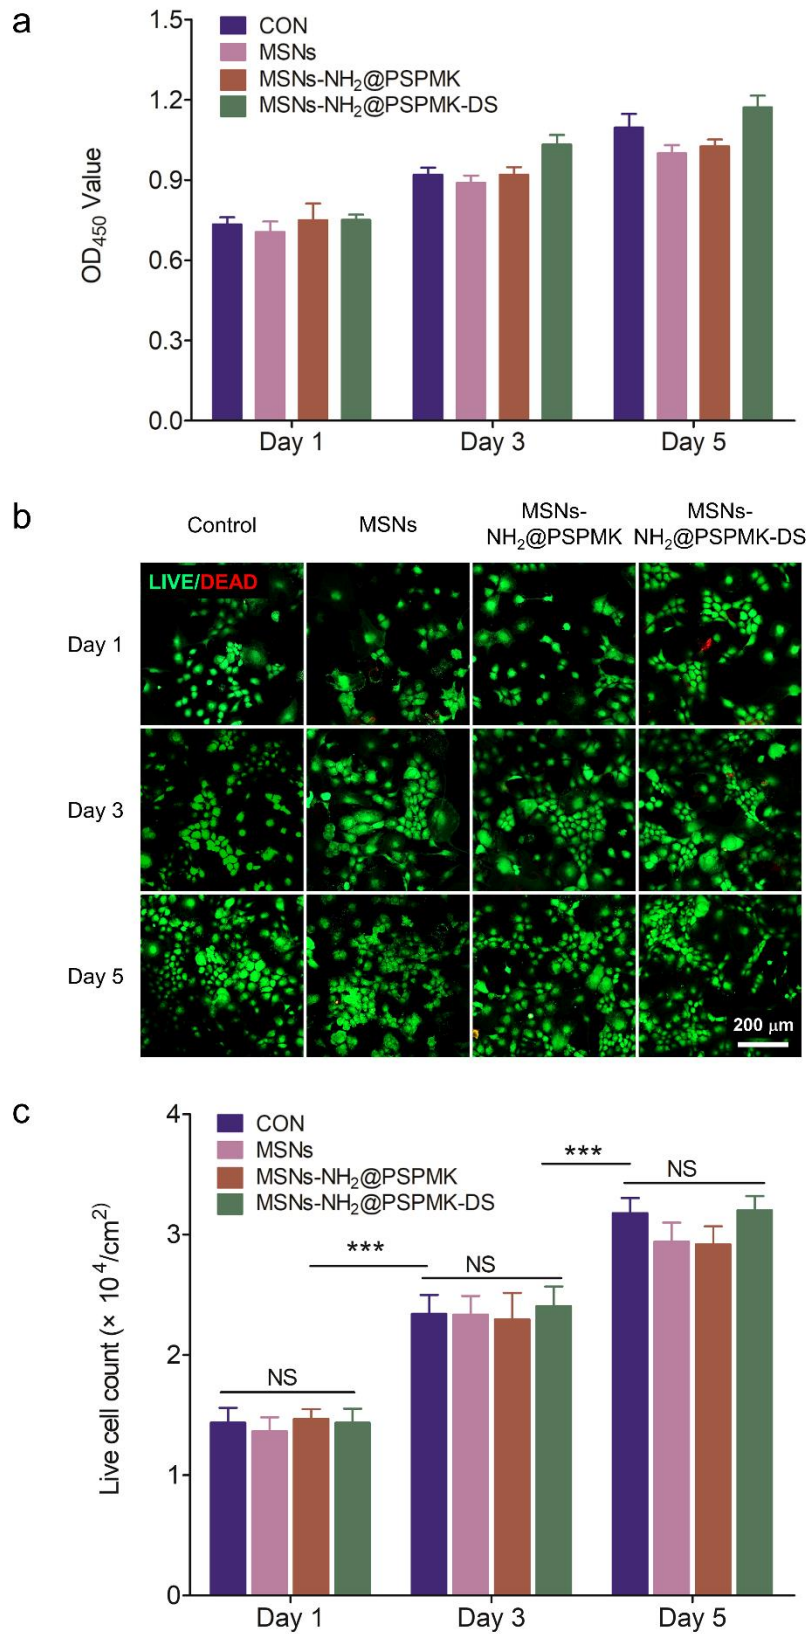 a
1.5
1.2
0.9
0.6
0.3
0.0
OD450 Value
CON
MSNs
MSNs-NH2@PSPMK
MSNs-NH2@PSPMK-DS
Day 1 Day 3 Day 5
b
Control MSNs MSNs-NH2@PSPMK MSNs-NH2@PSPMK-DS
LIVE/DEAD
Day 1
Day 3
Day 5
200 µm
c
4
3
2
1
0
Live cell count (× 10⁴/cm²)
CON
MSNs
MSNs-NH2@PSPMK
MSNs-NH2@PSPMK-DS
***
NS
***
NS
NS
Day 1 Day 3 Day 5